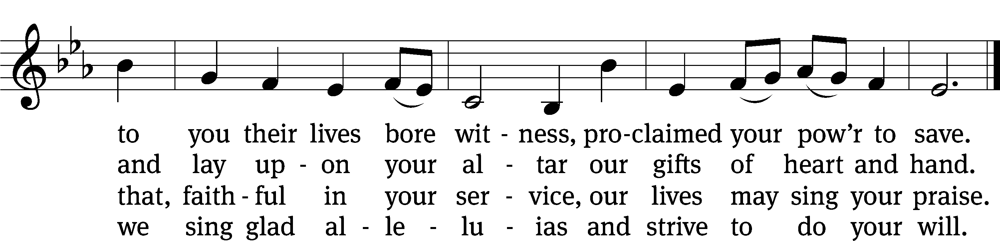 to you their lives bore wit - ness, pro - claimed your pow’r to save.
and lay up - on your al - tar our gifts of heart and hand.
that, faith - ful in your ser - vice, our lives may sing your praise.
we sing glad al - le - lu - ias and strive to do your will.